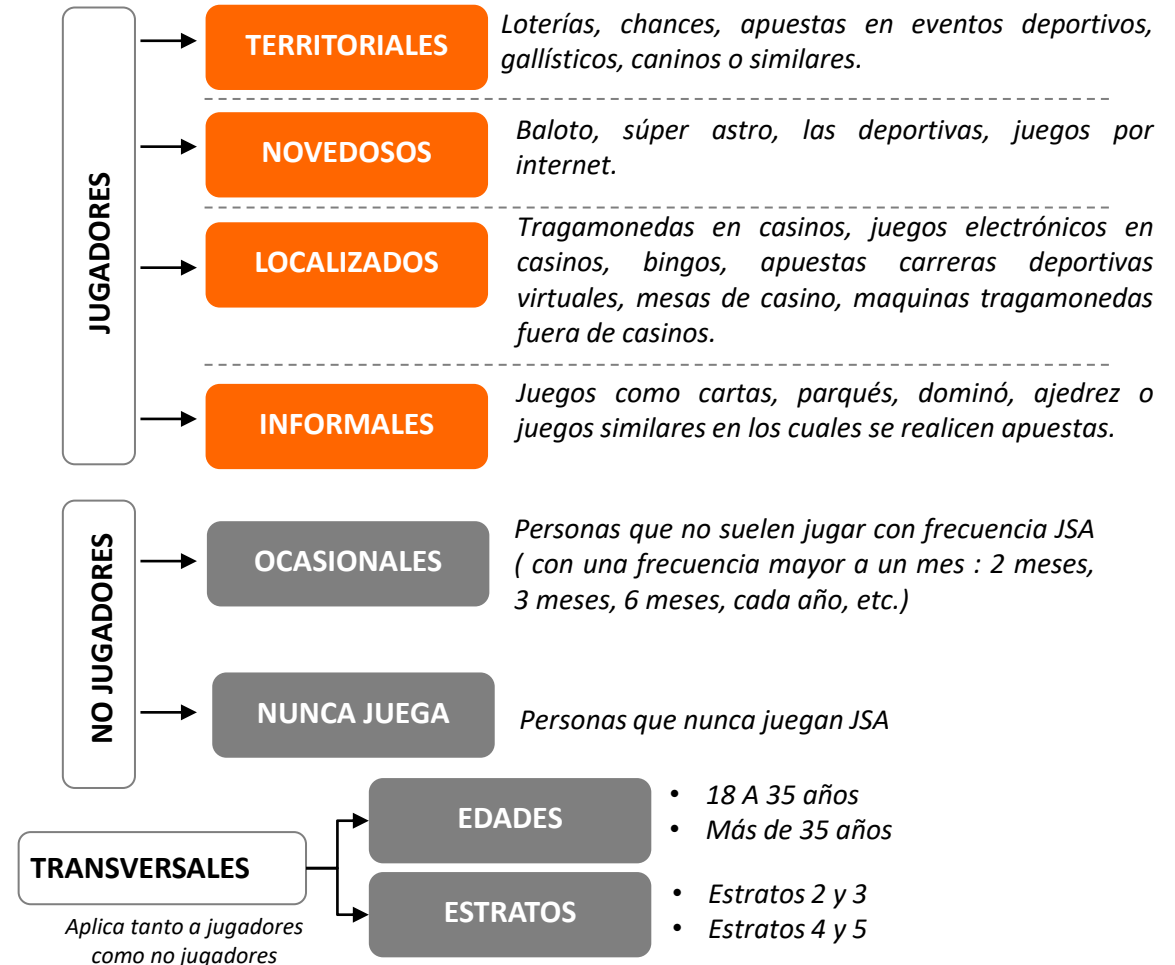 JUGADORES
TERRITORIALES
Loterías, chances, apuestas en eventos deportivos,
gallísticos, caninos o similares.
NOVEDOSOS
Baloto, súper astro, las deportivas, juegos por
internet.
LOCALIZADOS
Tragamonedas en casinos, juegos electrónicos en
casinos, bingos, apuestas carreras deportivas
virtuales, mesas de casino, maquinas tragamonedas
fuera de casinos.
INFORMALES
Juegos como cartas, parqués, dominó, ajedrez o
juegos similares en los cuales se realicen apuestas.
NO JUGADORES
OCASIONALES
Personas que no suelen jugar con frecuencia JSA
( con una frecuencia mayor a un mes : 2 meses,
3 meses, 6 meses, cada año, etc.)
NUNCA JUEGA
Personas que nunca juegan JSA
TRANSVERSALES
Aplica tanto a jugadores
como no jugadores
EDADES
• 18 A 35 años
• Más de 35 años
ESTRATOS
• Estratos 2 y 3
• Estratos 4 y 5